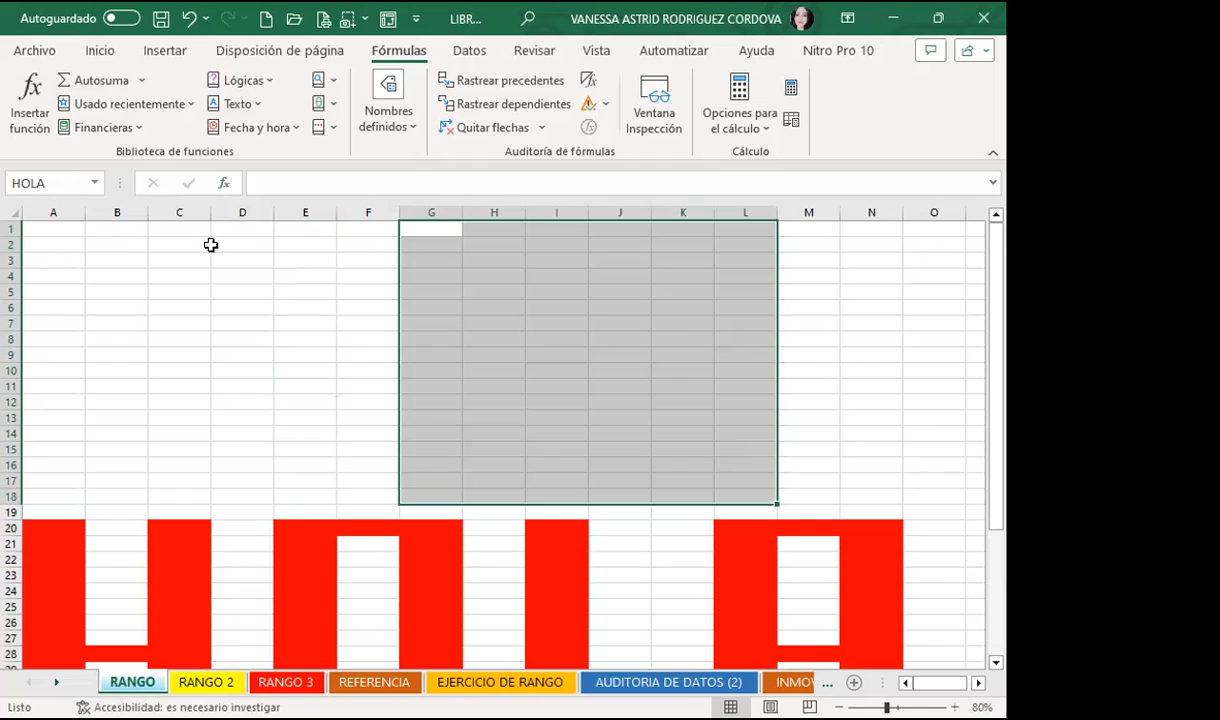 Autoguardado LIBR... VANESSA ASTRID RODRIGUEZ CORDOVA
Archivo Inicio Insertar Disposición de página Fórmulas Datos Revisar Vista Automatizar Ayuda Nitro Pro 10
fx Autosuma Lógicas Rastrear precedentes fx
Insertar función Usado recientemente A Texto Nombres definidos Rastrear dependientes Ventana Inspección Opciones para el cálculo
Financieras Fecha y hora Quitar flechas
Biblioteca de funciones Auditoría de fórmulas Cálculo
HOLA fx
A B C D E F G H I J K L M N O
1
2
3
4
5
6
7
8
9
10
11
12
13
14
15
16
17
18
19
20
21
22
23
24
25
26
27
28
RANGO RANGO 2 RANGO 3 REFERENCIA EJERCICIO DE RANGO AUDITORIA DE DATOS (2) INMOV ...
Listo Accesibilidad: es necesario investigar 80%